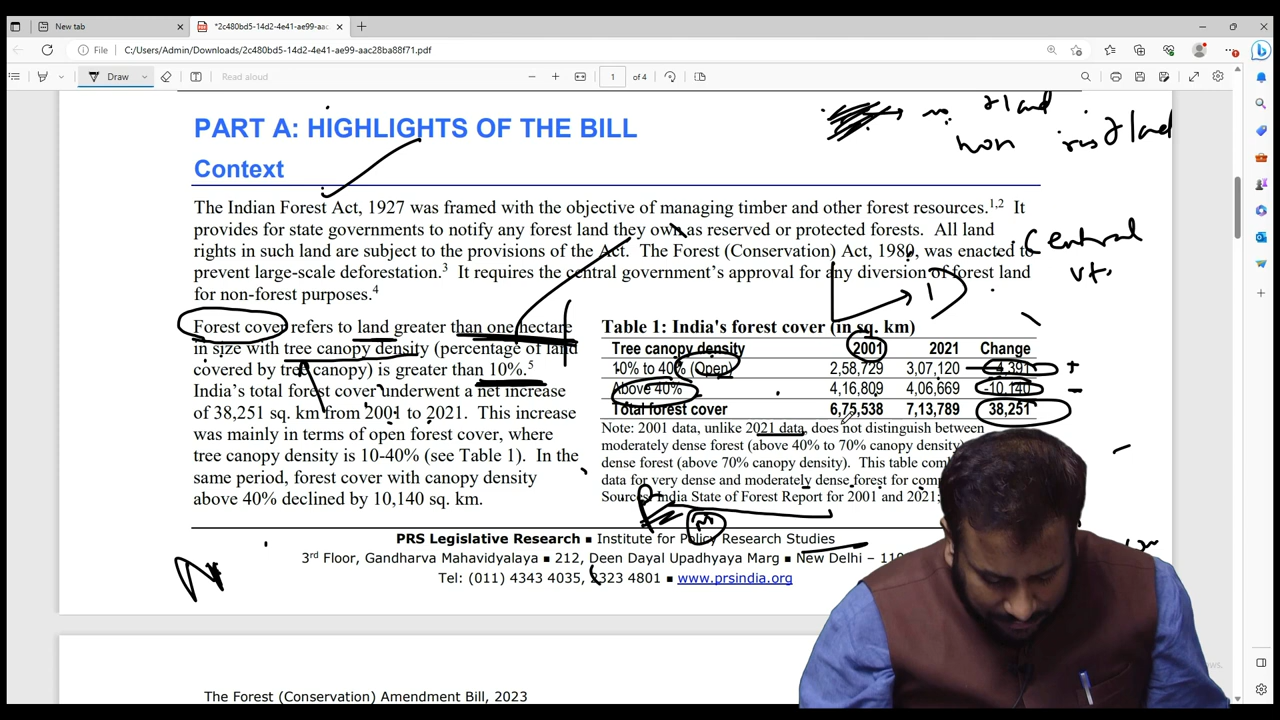 New tab
*2c480bd5-14d2-4e41-ae99-aac
File C:/Users/Admin/Downloads/2c480bd5-14d2-4e41-ae99-aac28ba88f71.pdf
Draw Read aloud 1 of 4
PART A: HIGHLIGHTS OF THE BILL
no
non
Context
The Indian Forest Act, 1927 was framed with the objective of managing timber and other forest resources.1,2 It
provides for state governments to notify any forest land they own as reserved or protected forests. All land
rights in such land are subject to the provisions of the Act. The Forest (Conservation) Act, 1980, was enacted to
prevent large-scale deforestation.3 It requires the central government's approval for any diversion of forest land
for non-forest purposes.4
Central
Forest cover refers to land greater than one hectare
in size with tree canopy density (percentage of land
covered by tree canopy) is greater than 10%.5
India's total forest cover underwent a net increase
of 38,251 sq. km from 2001 to 2021. This increase
was mainly in terms of open forest cover, where
tree canopy density is 10-40% (see Table 1). In the
same period, forest cover with canopy density
above 40% declined by 10,140 sq. km.
Table 1: India's forest cover (in sq. km)
Tree canopy density 2001 2021 Change
10% to 40% (Open) 2,58,729 3,07,120 4,391
Above 40% 4,16,809 4,06,669 -10,140
Total forest cover 6,75,538 7,13,789 38,251
Note: 2001 data, unlike 2021 data, does not distinguish between
moderately dense forest (above 40% to 70% canopy density)
dense forest (above 70% canopy density). This table
data for very dense and moderately dense forest for
Sources: India State of Forest Report for 2001 and 2021;
PRS Legislative Research ▪ Institute for Policy Research Studies
3rd Floor, Gandharva Mahavidyalaya ▪ 212, Deen Dayal Upadhyaya Marg ▪ New Delhi –
Tel: (011) 4343 4035, 2323 4801 ▪ www.prsindia.org
The Forest (Conservation) Amendment Bill, 2023